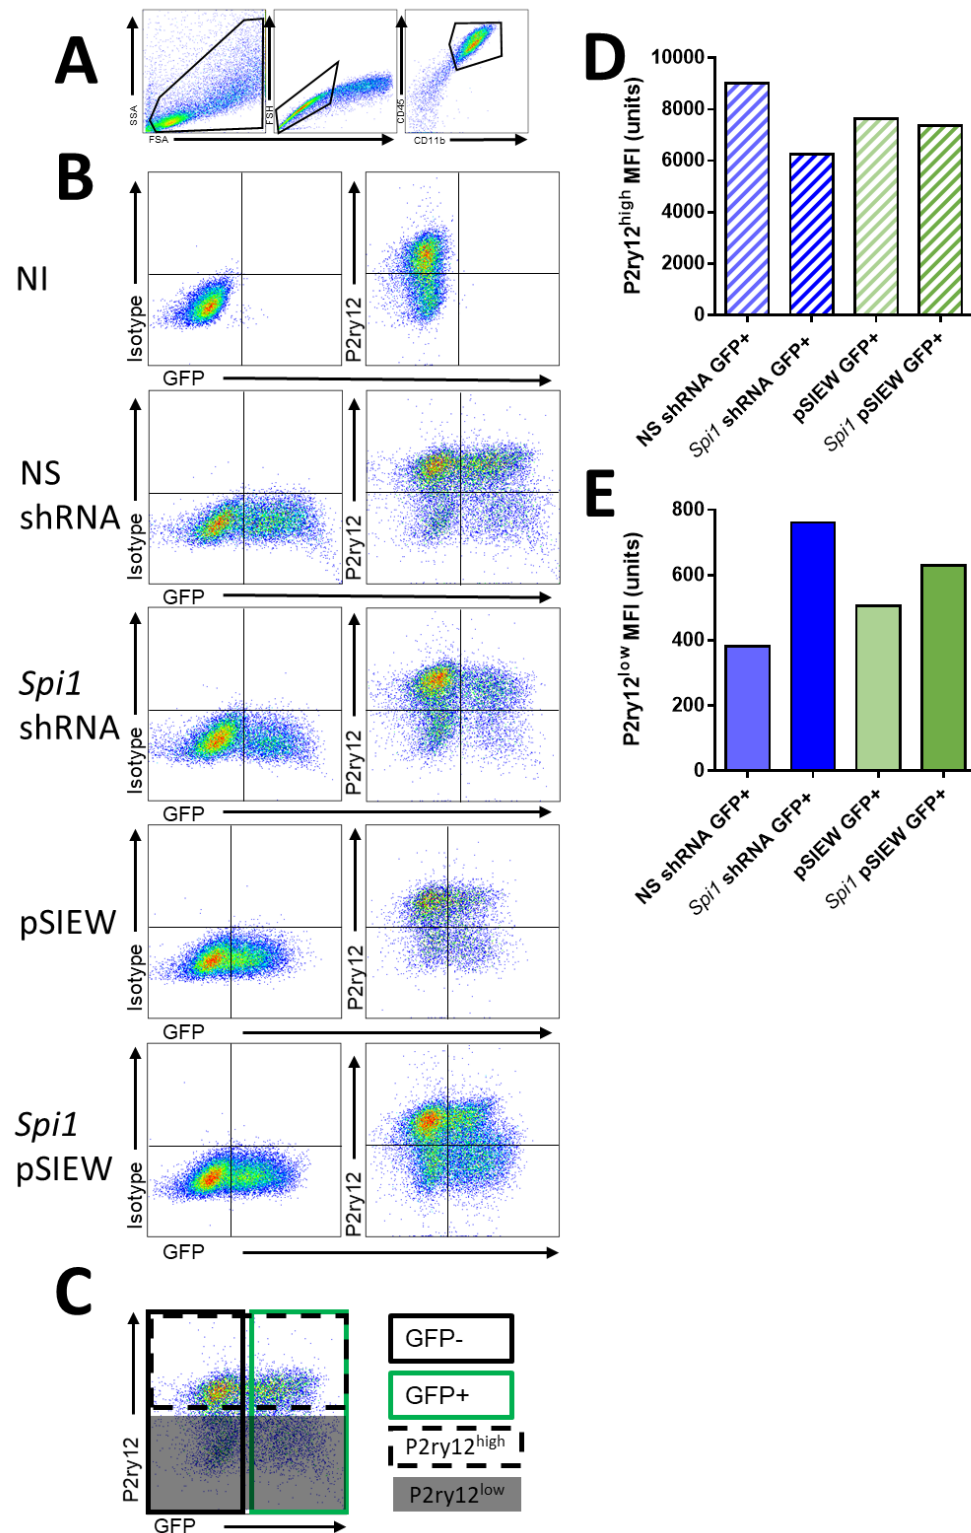 A
SSA
FSA
FSH
CD45
CD11b
B
NI
Isotype
GFP
P2ry12
NS
shRNA
Isotype
GFP
P2ry12
Spi1
shRNA
Isotype
GFP
P2ry12
pSIEW
Isotype
GFP
P2ry12
Spi1
pSIEW
Isotype
GFP
P2ry12
C
P2ry12
GFP
GFP-
GFP+
P2ry12high
P2ry12low
D
P2ry12high MFI (units)
10000
8000
6000
4000
2000
0
NS shRNA GFP+
Spi1 shRNA GFP+
pSIEW GFP+
Spi1 pSIEW GFP+
E
P2ry12low MFI (units)
800
600
400
200
0
NS shRNA GFP+
Spi1 shRNA GFP+
pSIEW GFP+
Spi1 pSIEW GFP+